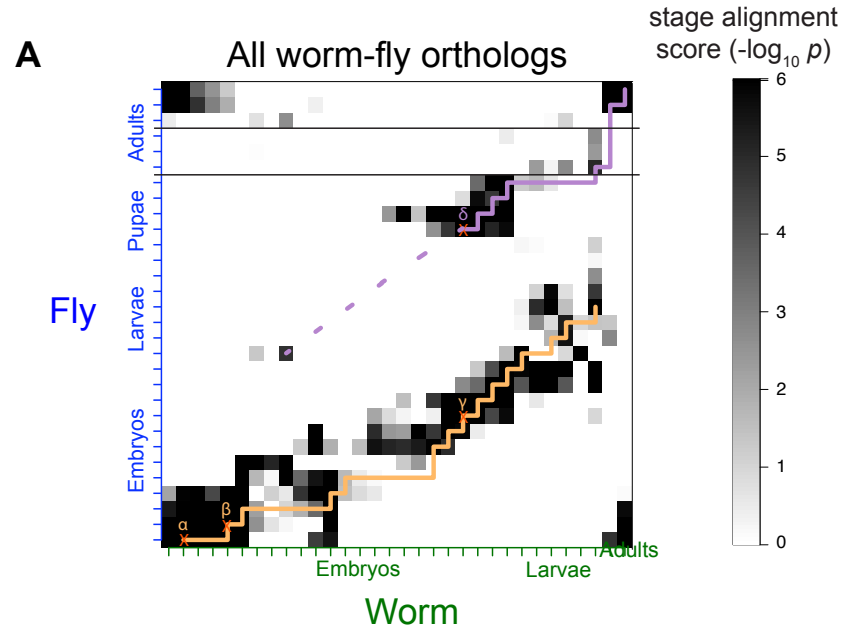 A
All worm-fly orthologs
stage alignment
score (-log10 p)
Fly
Adults
Pupae
Larvae
Embryos
δ
γ
β
α
x
x
x
x
6
5
4
3
2
1
0
Embryos
Larvae
Adults
Worm